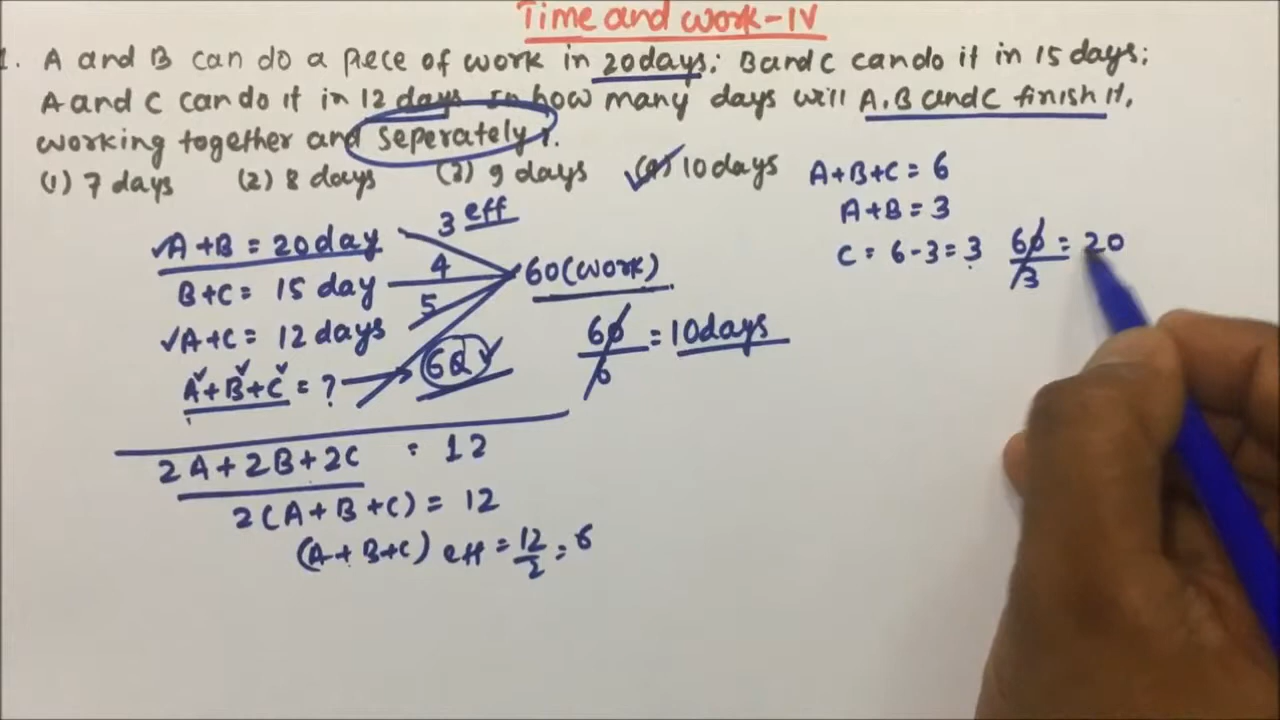 Time and work-IV
1. A and B can do a piece of work in 20days; B and C can do it in 15 days;
A and C can do it in 12 days in how many days will A, B and C finish it,
working together and seperately?.
(1) 7 days (2) 8 days (3) 9 days (4) 10 days
A+B+C = 6
A+B = 3
C = 6-3 = 3 60/3 = 20
3 eff
A+B = 20day
4
B+C = 15 day
60(work)
5
A+C = 12 days
60/6 = 10days
A+B+C = ?
2A+2B+2C = 12
2(A+B+C) = 12
(A+B+C) eff = 12/2 = 6